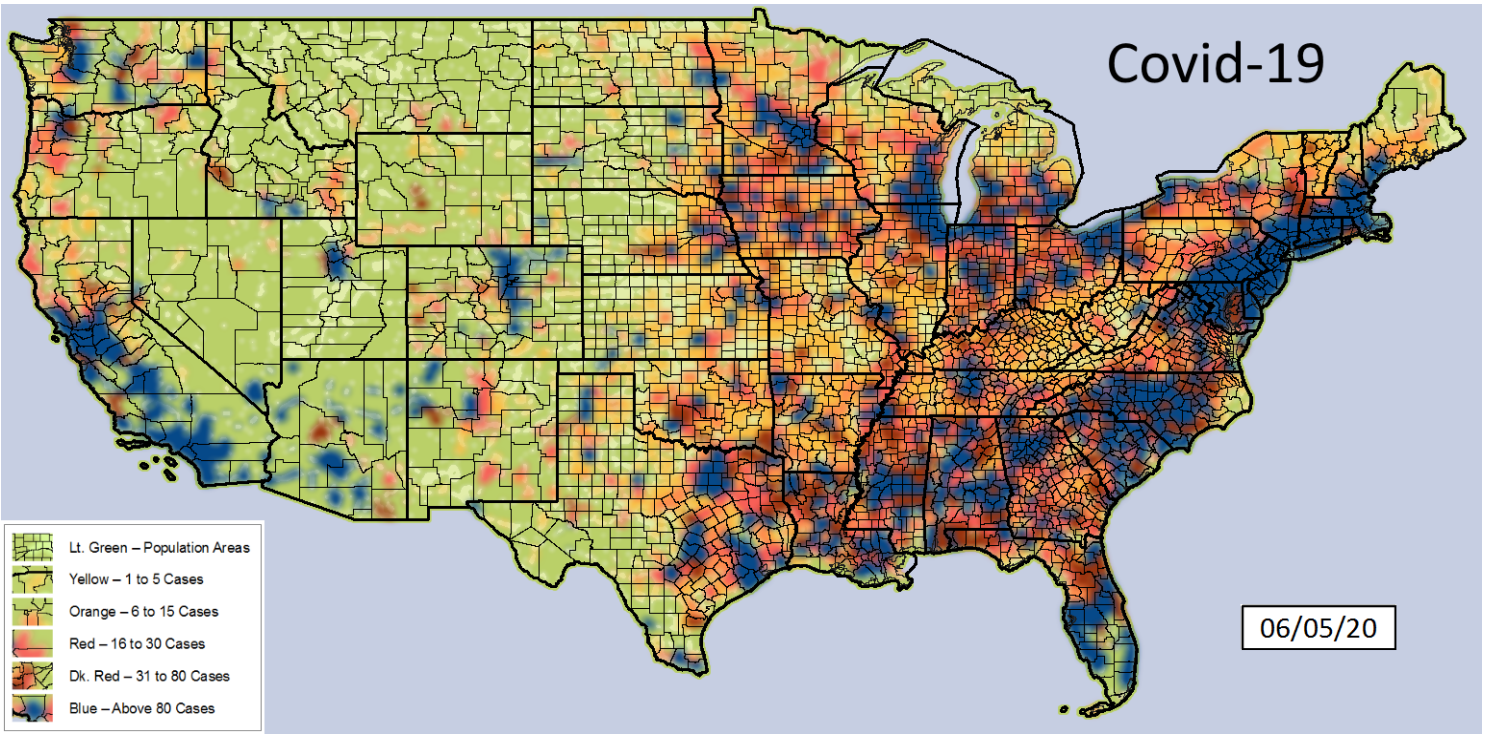 Covid-19
06/05/20
Lt. Green – Population Areas
Yellow – 1 to 5 Cases
Orange – 6 to 15 Cases
Red – 16 to 30 Cases
Dk. Red – 31 to 80 Cases
Blue – Above 80 Cases